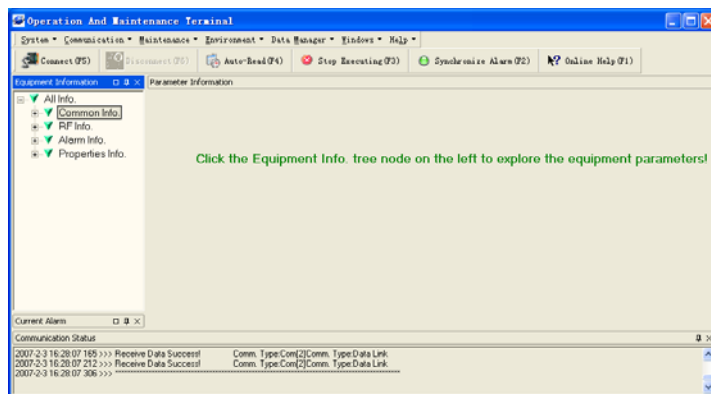 Operation And Maintenance Terminal
System Communication Maintenance Environment Data Manager Windows Help
Connect(F5) Disconnect(F6) Auto-Read(F4) Stop Executing(F3) Synchronize Alarm(F2) Online Help(F1)
Equipment Information Parameter Information
All Info.
Common Info.
RF Info.
Alarm Info.
Properties Info.
Click the Equipment Info. tree node on the left to explore the equipment parameters!
Current Alarm
Communication Status
2007-2-3 16:28:07 165 >>> Receive Data Success! Comm. Type:Com[2]Comm. Type:Data Link
2007-2-3 16:28:07 212 >>> Receive Data Success! Comm. Type:Com[2]Comm. Type:Data Link
2007-2-3 16:28:07 306 >>>